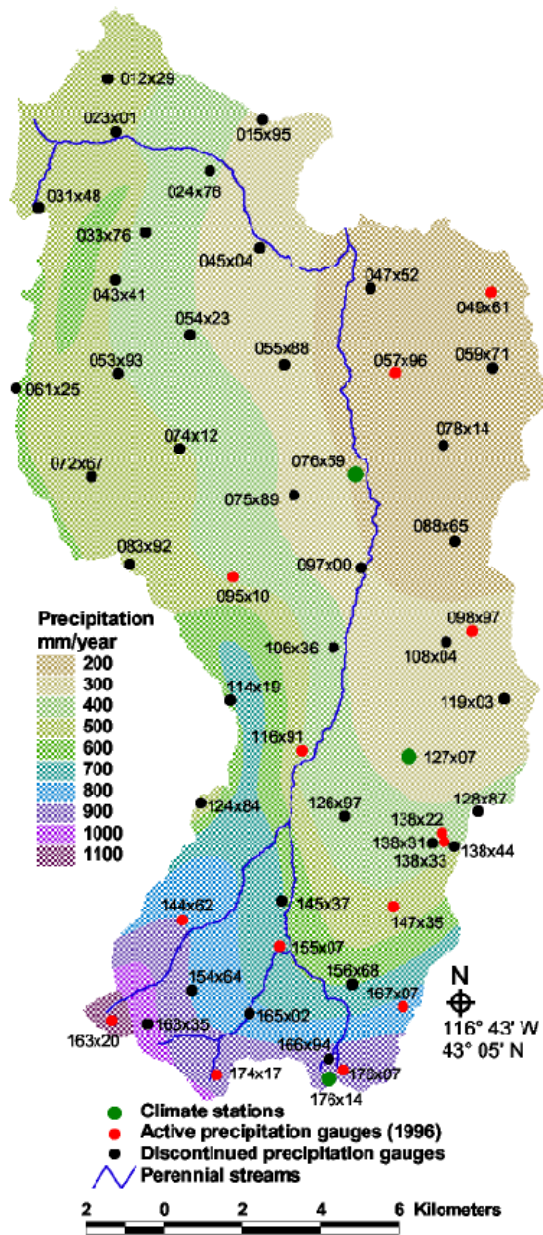 012x29
023x01
015x95
024x76
031x48
033x76
045x04
047x52
043x41
049x61
054x23
055x88
057x96
059x71
053x93
061x25
074x12
078x14
076x59
072x67
075x89
088x65
083x92
097x00
095x10
098x97
Precipitation
mm/year
200
300
400
500
600
700
800
900
1000
1100
106x36
108x04
114x10
119x03
116x91
127x07
124x84
126x97
128x87
138x22
138x31
138x33
138x44
145x37
144x62
147x35
155x07
156x68
154x64
167x07
N
165x02
116° 43' W
43° 05' N
163x20
163x35
166x94
174x17
176x14
Climate stations
Active precipitation gauges (1996)
Discontinued precipitation gauges
Perennial streams
2 0 2 4 6 Kilometers